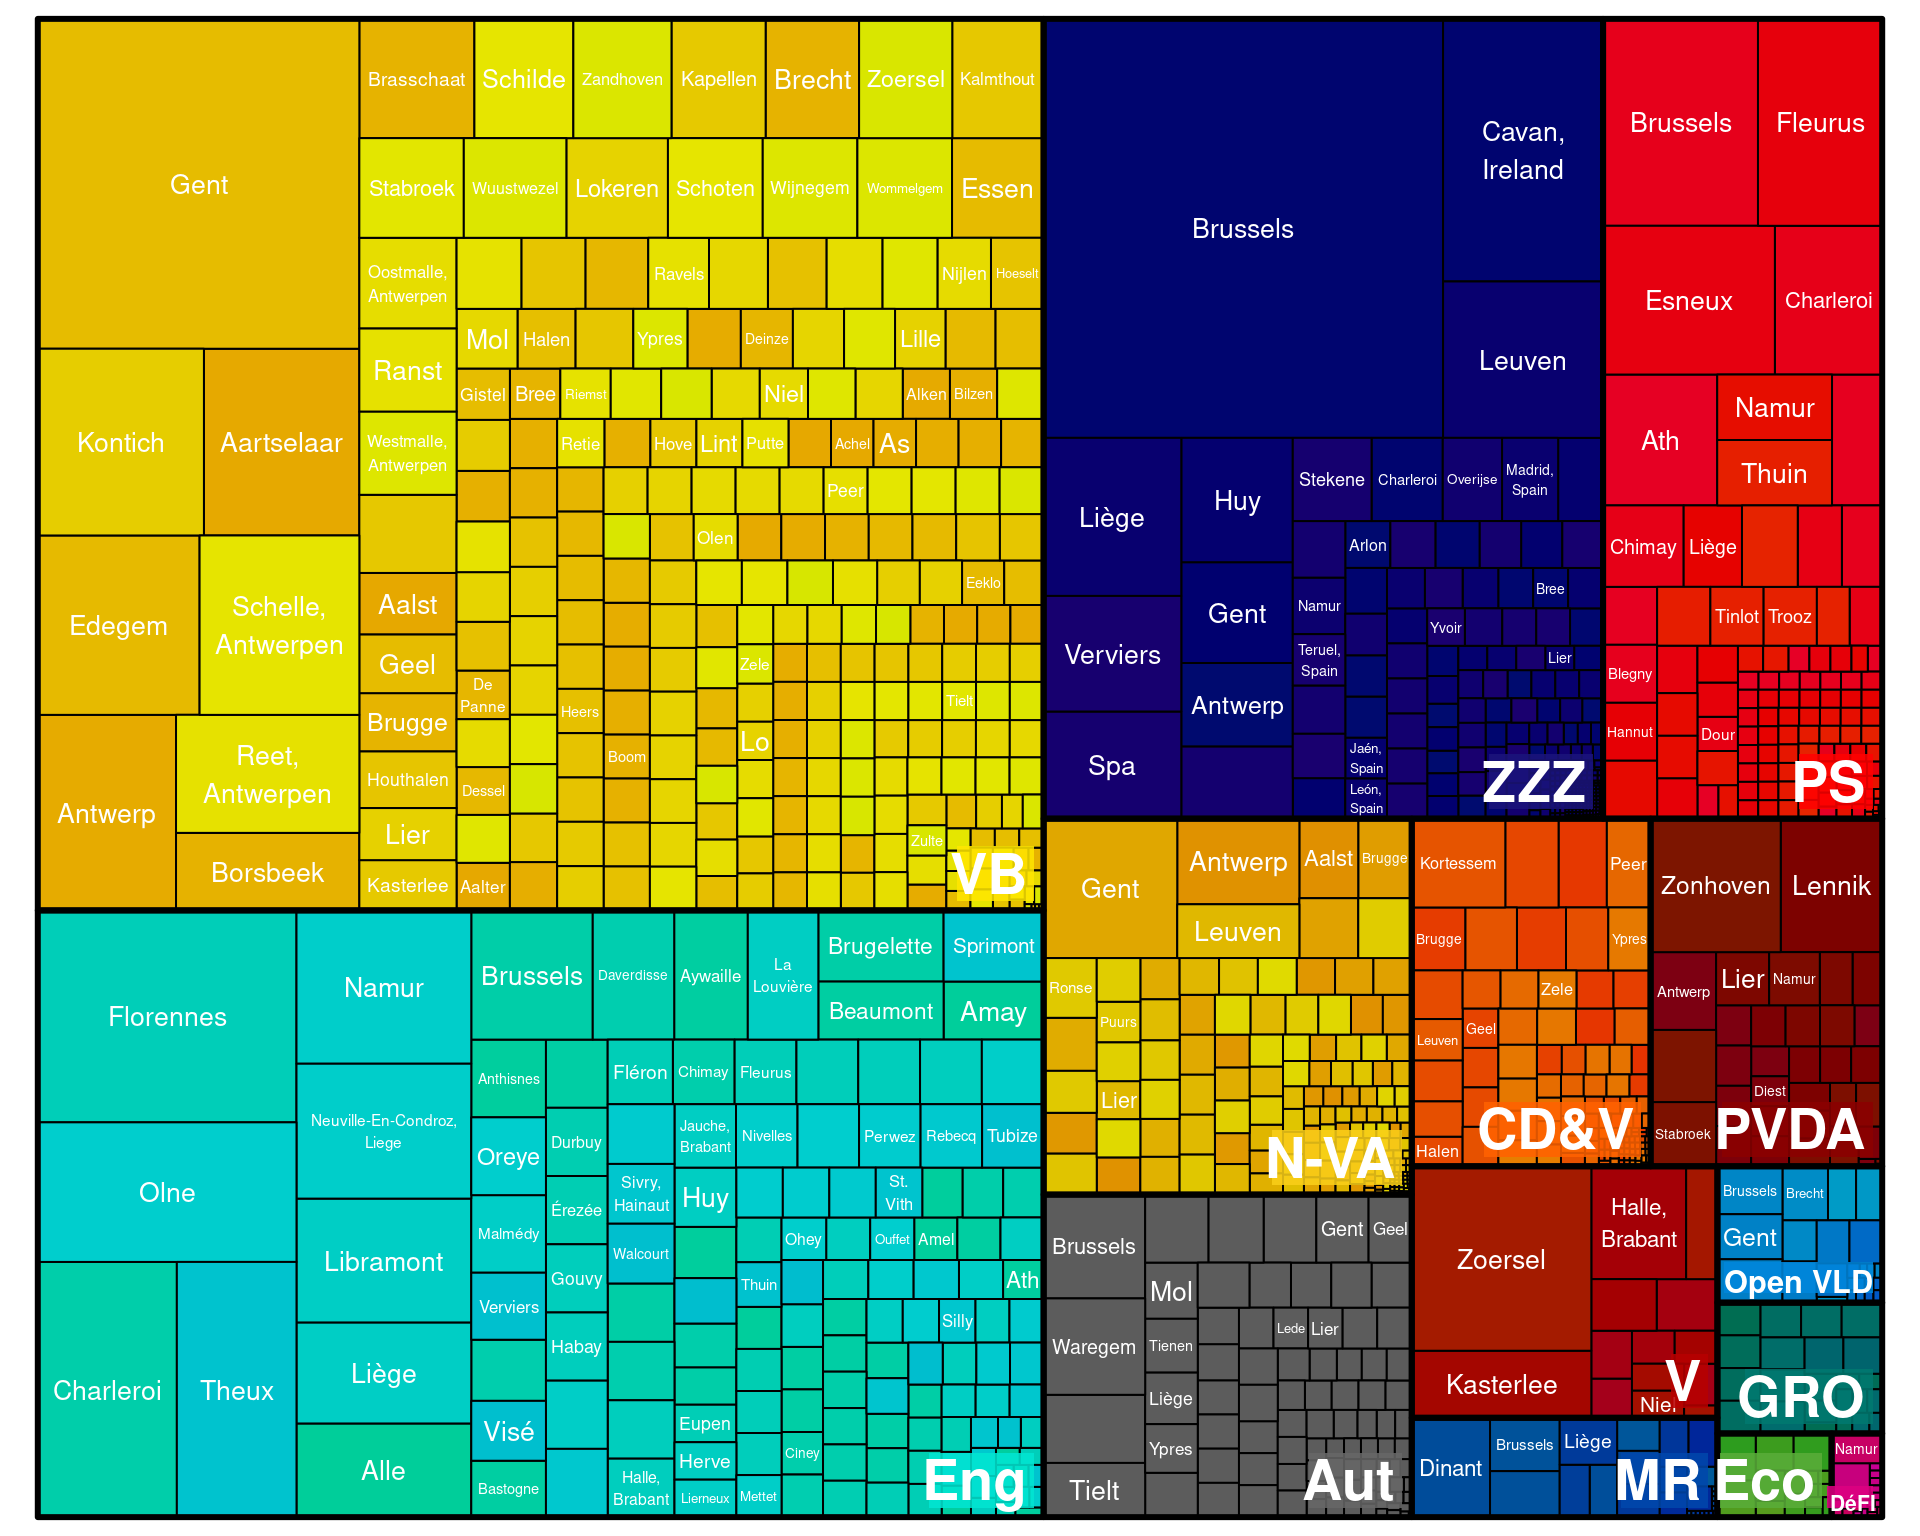 Gent
Brasschaat
Schilde
Zandhoven
Kapellen
Brecht
Zoersel
Kalmthout
Stabroek
Wuustwezel
Lokeren
Schoten
Wijnegem
Wommelgem
Essen
Oostmalle,
Antwerpen
Ravels
Nijlen
Hoeselt
Ranst
Mol
Halen
Ypres
Deinze
Lille
Gistel
Bree
Riemst
Niel
Alken
Bilzen
Kontich
Aartselaar
Westmalle,
Antwerpen
Retie
Hove
Lint
Putte
Achel
As
Peer
Olen
Eeklo
Edegem
Schelle,
Antwerpen
Aalst
Geel
De
Panne
Brugge
Heers
Zele
Tielt
Lo
Boom
Houthalen
Dessel
Antwerp
Reet,
Antwerpen
Borsbeek
Lier
Kasterlee
Aalter
Zulte
VB
Brussels
Cavan,
Ireland
Leuven
Liège
Huy
Stekene
Charleroi
Overijse
Madrid,
Spain
Arlon
Bree
Gent
Namur
Yvoir
Verviers
Teruel,
Spain
Lier
Antwerp
Spa
Jaén,
Spain
León,
Spain
ZZZ
Brussels
Fleurus
Esneux
Charleroi
Ath
Namur
Thuin
Chimay
Liège
Tinlot
Trooz
Blegny
Hannut
Dour
PS
Florennes
Namur
Brussels
Daverdisse
Aywaille
La
Louvière
Brugelette
Sprimont
Beaumont
Amay
Neuville-En-Condroz,
Liege
Anthisnes
Fléron
Chimay
Fleurus
Olne
Oreye
Durbuy
Jauche,
Brabant
Nivelles
Perwez
Rebecq
Tubize
Libramont
Malmédy
Érezée
Sivry,
Hainaut
Huy
St.
Vith
Walcourt
Ohey
Ouffet
Amel
Charleroi
Theux
Verviers
Gouvy
Thuin
Ath
Silly
Liège
Habay
Visé
Eupen
Herve
Ciney
Alle
Bastogne
Halle,
Brabant
Lierneux
Mettet
Eng
Gent
Antwerp
Aalst
Brugge
Leuven
Ronse
Puurs
Lier
N-VA
Kortessem
Peer
Brugge
Ypres
Zele
Leuven
Geel
Halen
CD&V
Zonhoven
Lennik
Antwerp
Lier
Namur
Diest
Stabroek
PVDA
Brussels
Gent
Geel
Mol
Waregem
Tienen
Lede
Lier
Liège
Ypres
Tielt
Aut
Zoersel
Halle,
Brabant
Kasterlee
V
Brussels
Brecht
Gent
Open VLD
GRO
Dinant
Brussels
Liège
MR
Eco
Namur
DéFI